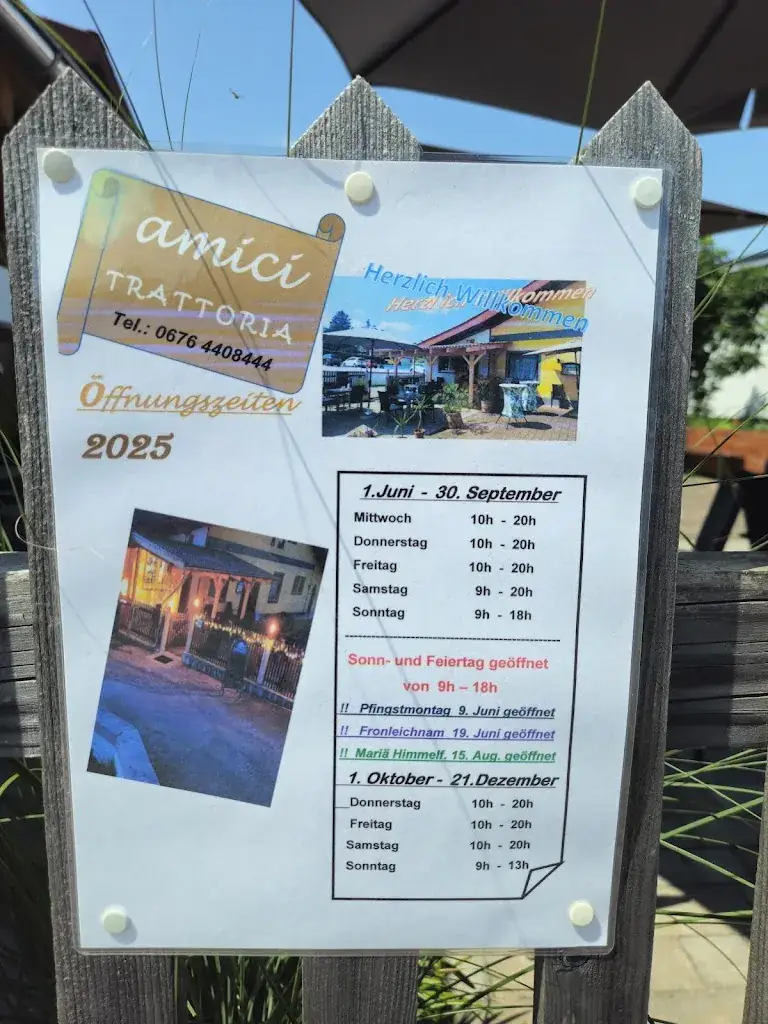 amici
TRATTORIA
Tel.: 0676 4408444
Herzlich Willkommen
Öffnungszeiten
2025
1.Juni - 30. September
Mittwoch 10h - 20h
Donnerstag 10h - 20h
Freitag 10h - 20h
Samstag 9h - 20h
Sonntag 9h - 18h
Sonn- und Feiertag geöffnet
von 9h – 18h
!! Pfingstmontag 9. Juni geöffnet
!! Fronleichnam 19. Juni geöffnet
!! Mariä Himmelf. 15. Aug. geöffnet
1. Oktober - 21.Dezember
Donnerstag 10h - 20h
Freitag 10h - 20h
Samstag 10h - 20h
Sonntag 9h - 13h